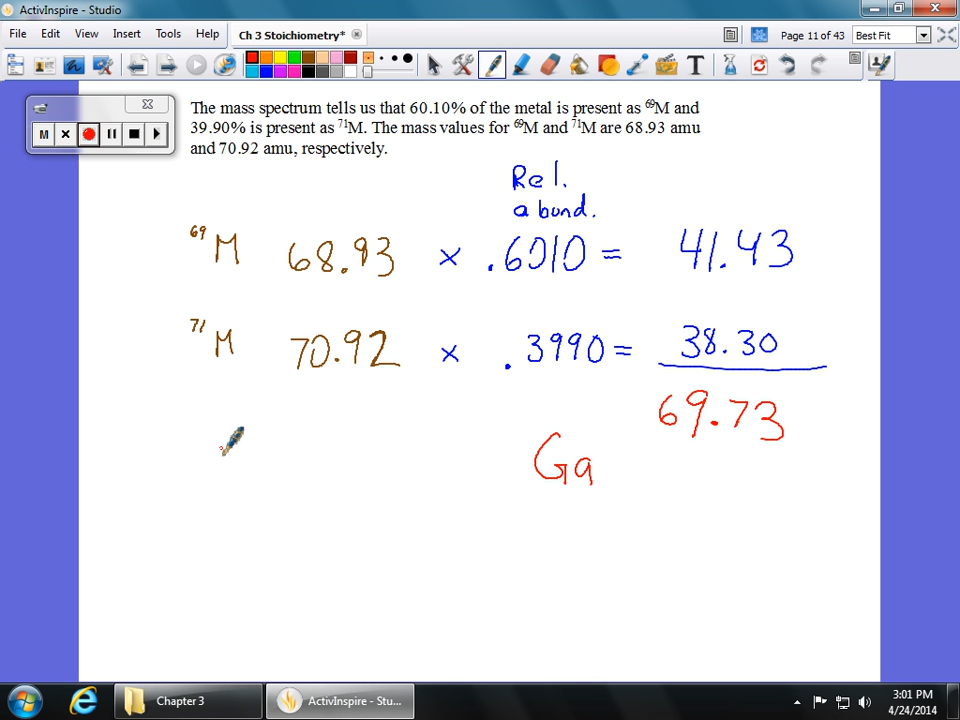 ActivInspire - Studio
File Edit View Insert Tools Help Ch 3 Stoichiometry* Page 11 of 43 Best Fit
M
The mass spectrum tells us that 60.10% of the metal is present as ⁶⁹M and
39.90% is present as ⁷¹M. The mass values for ⁶⁹M and ⁷¹M are 68.93 amu
and 70.92 amu, respectively.
Rel.
abund.
⁶⁹M 68.93 × .6010 = 41.43
⁷¹M 70.92 × .3990 = 38.30
69.73
Ga
Chapter 3 ActivInspire - Stu... 3:01 PM
4/24/2014